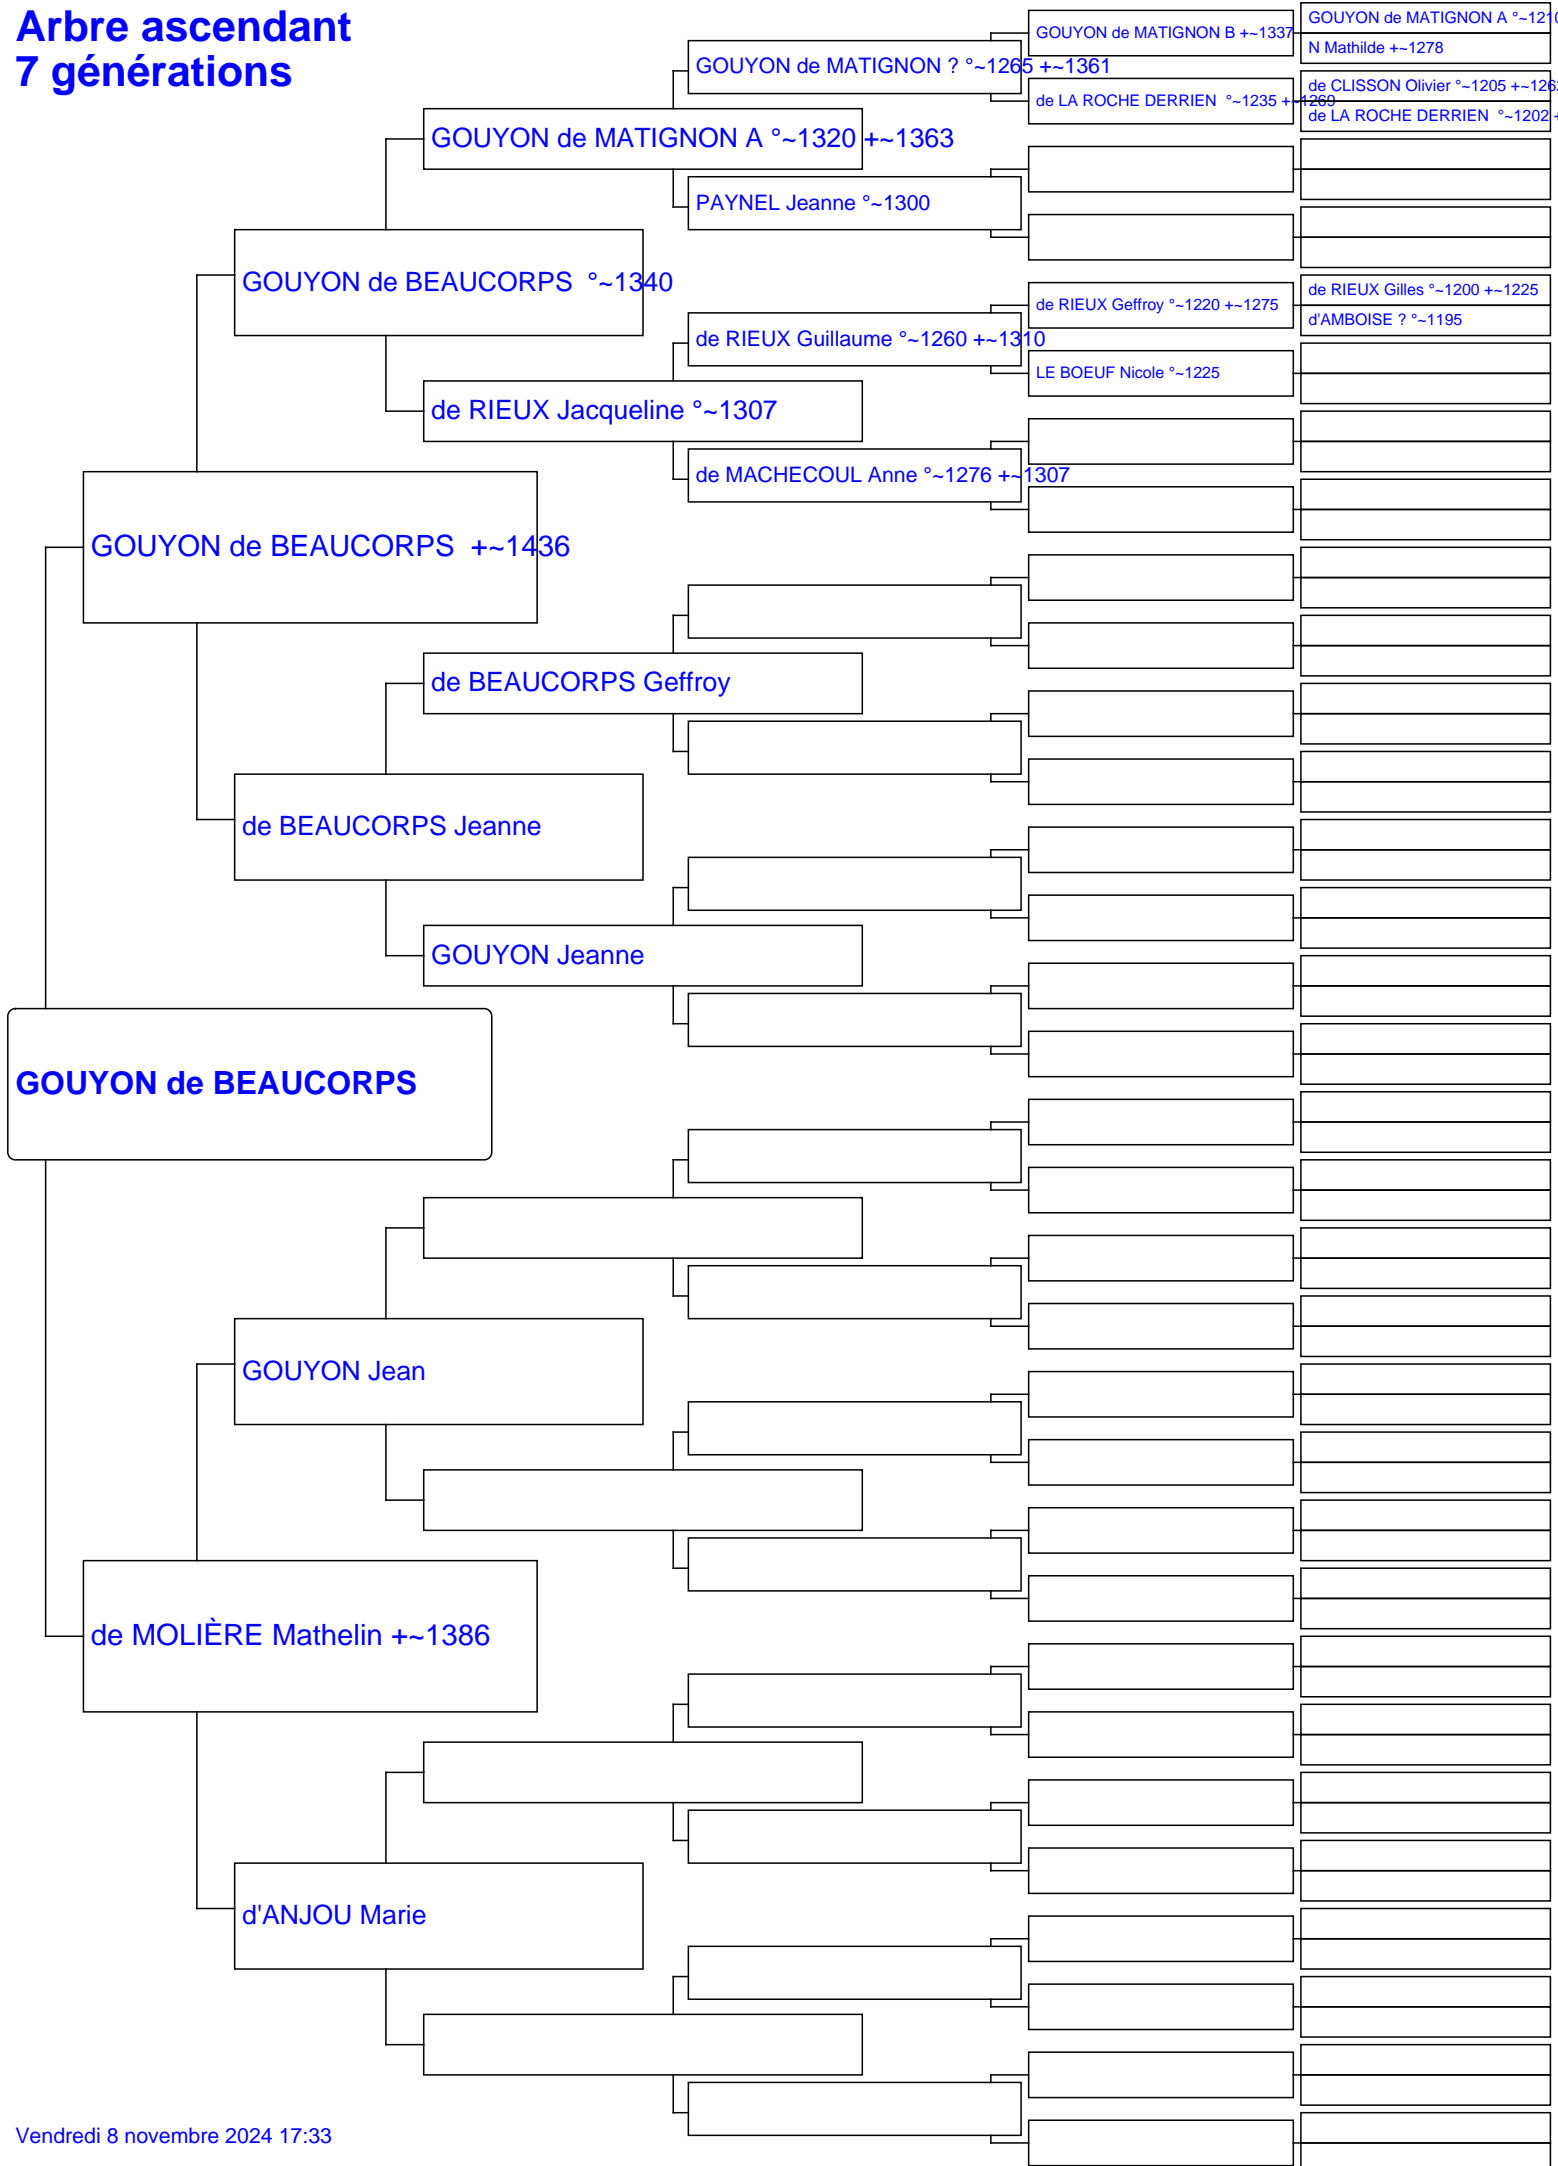 Arbre ascendant
7 générations
GOUYON de MATIGNON B +~1337
GOUYON de MATIGNON A °~1210
N Mathilde +~1278
GOUYON de MATIGNON ? °~1265 +~1361
de LA ROCHE DERRIEN °~1235 +~1269
de CLISSON Olivier °~1205 +~1262
de LA ROCHE DERRIEN °~1202 +
GOUYON de MATIGNON A °~1320 +~1363
PAYNEL Jeanne °~1300
GOUYON de BEAUCORPS °~1340
de RIEUX Geffroy °~1220 +~1275
de RIEUX Gilles °~1200 +~1225
d'AMBOISE ? °~1195
de RIEUX Guillaume °~1260 +~1310
LE BOEUF Nicole °~1225
de RIEUX Jacqueline °~1307
de MACHECOUL Anne °~1276 +~1307
GOUYON de BEAUCORPS +~1436
de BEAUCORPS Geffroy
de BEAUCORPS Jeanne
GOUYON Jeanne
GOUYON de BEAUCORPS
GOUYON Jean
de MOLIÈRE Mathelin +~1386
d'ANJOU Marie
Vendredi 8 novembre 2024 17:33